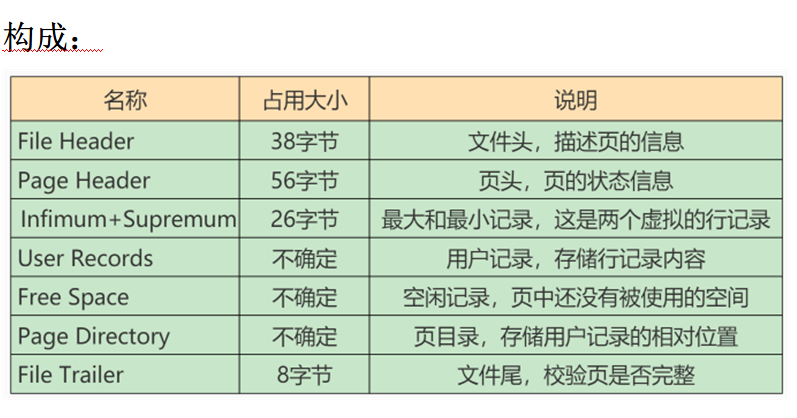 构成：
名称 占用大小 说明
File Header 38字节 文件头，描述页的信息
Page Header 56字节 页头，页的状态信息
Infimum+Supremum 26字节 最大和最小记录，这是两个虚拟的行记录
User Records 不确定 用户记录，存储行记录内容
Free Space 不确定 空闲记录，页中还没有被使用的空间
Page Directory 不确定 页目录，存储用户记录的相对位置
File Trailer 8字节 文件尾，校验页是否完整